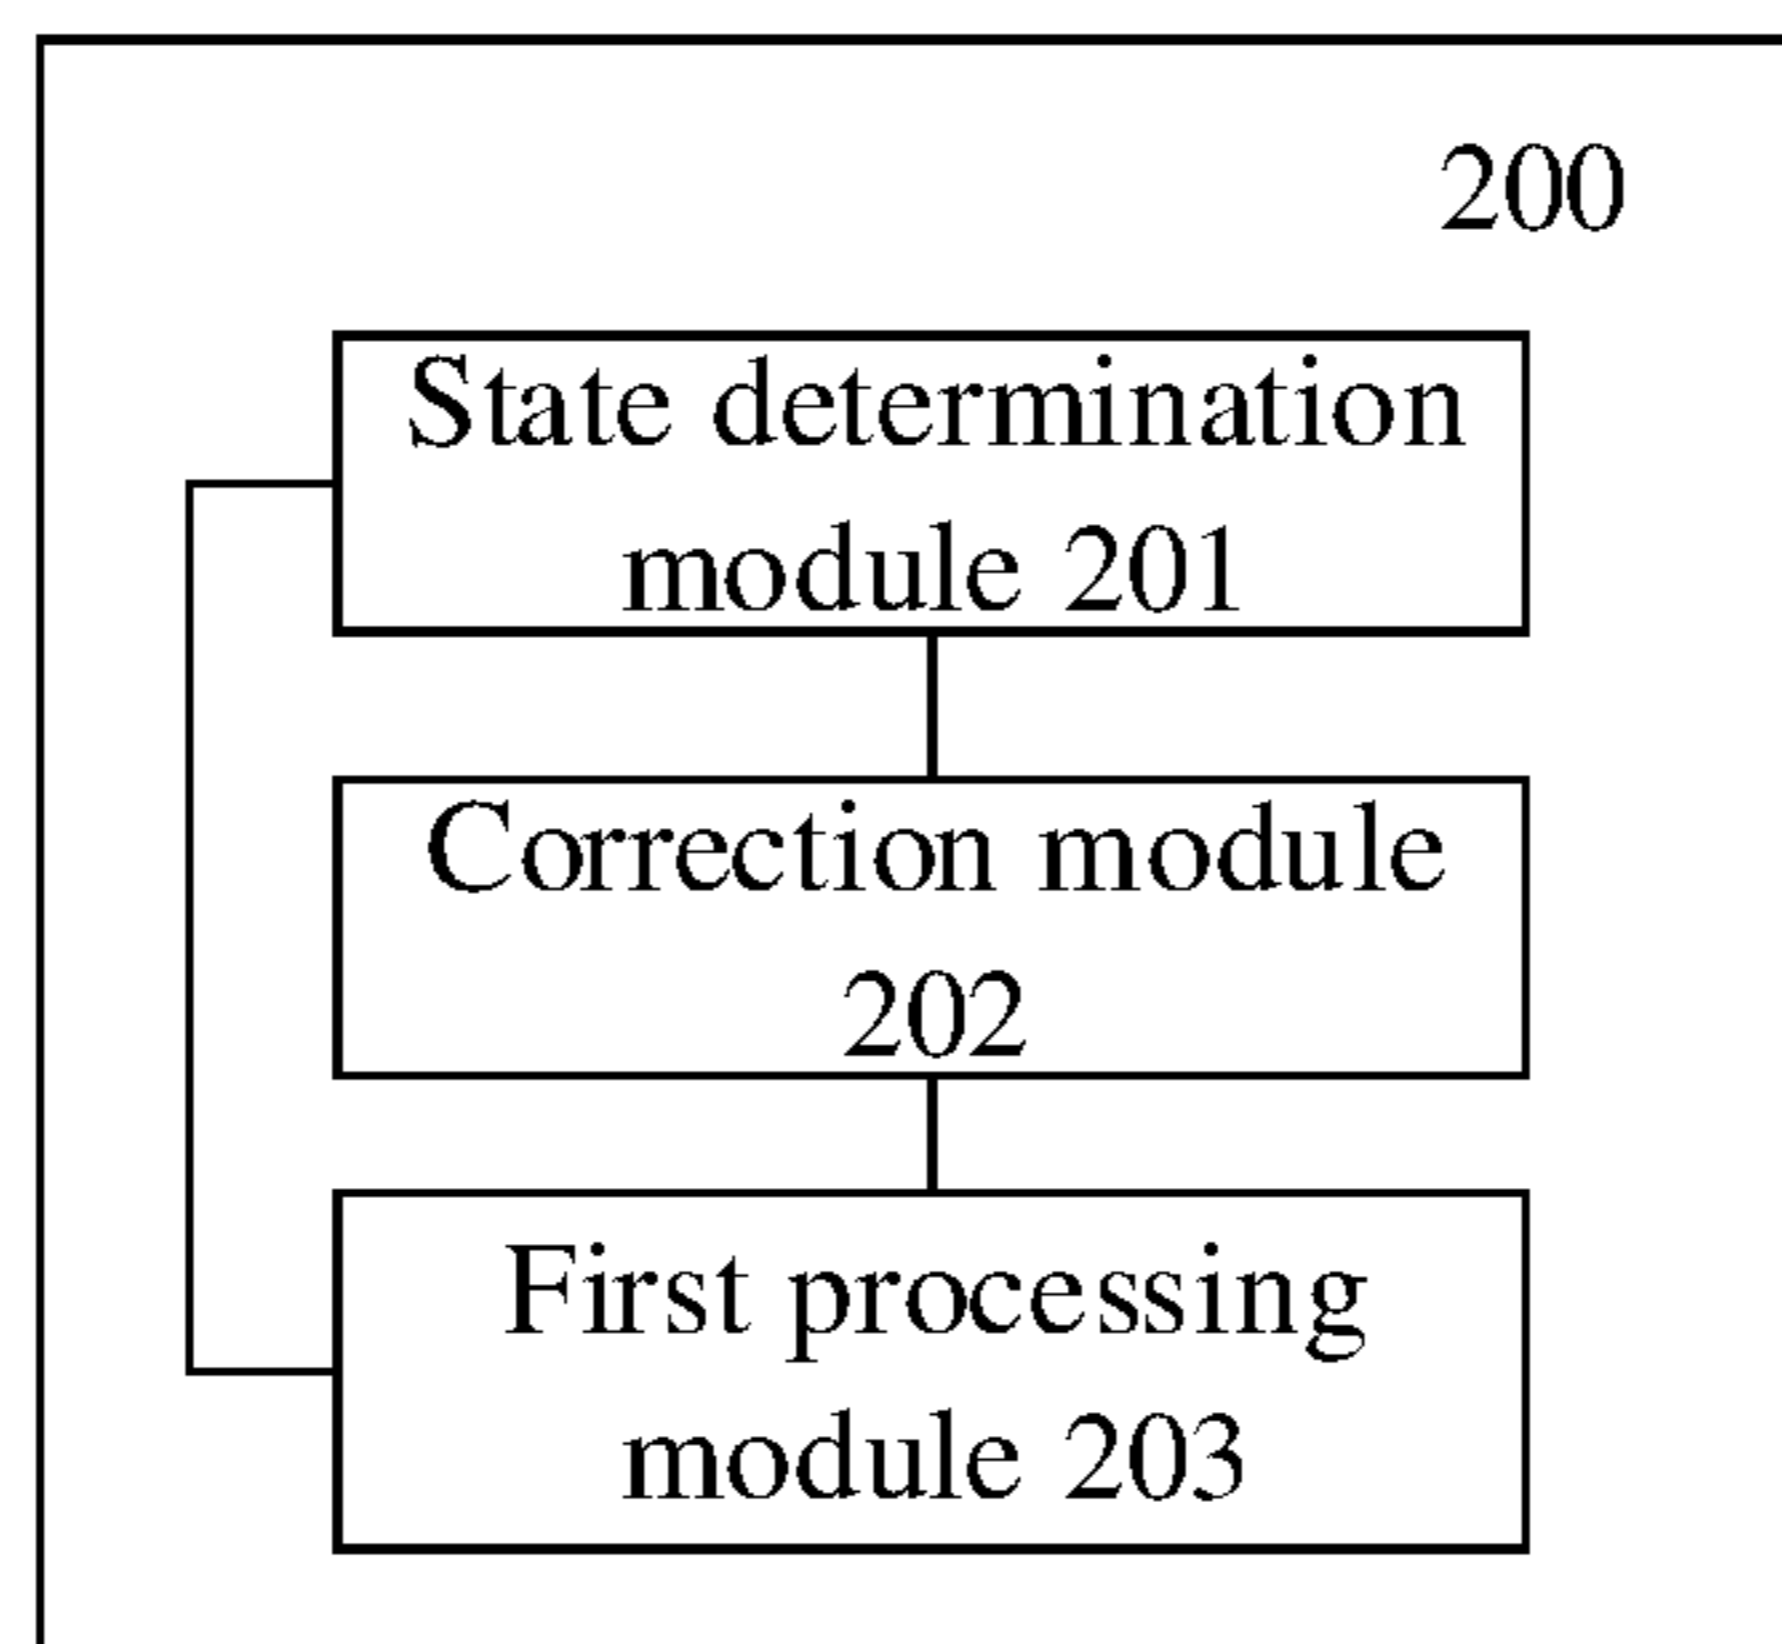 200
State determination
module 201
Correction module
202
First processing
module 203